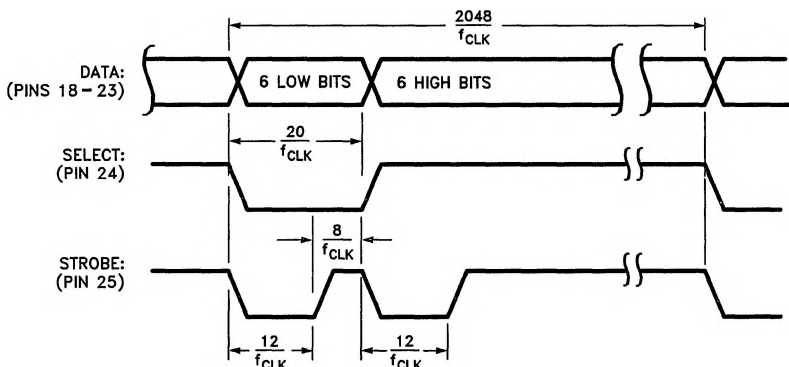 2048
fCLK
DATA:
(PINS 18–23)
6 LOW BITS
6 HIGH BITS
20
fCLK
SELECT:
(PIN 24)
8
fCLK
STROBE:
(PIN 25)
12
fCLK
12
fCLK